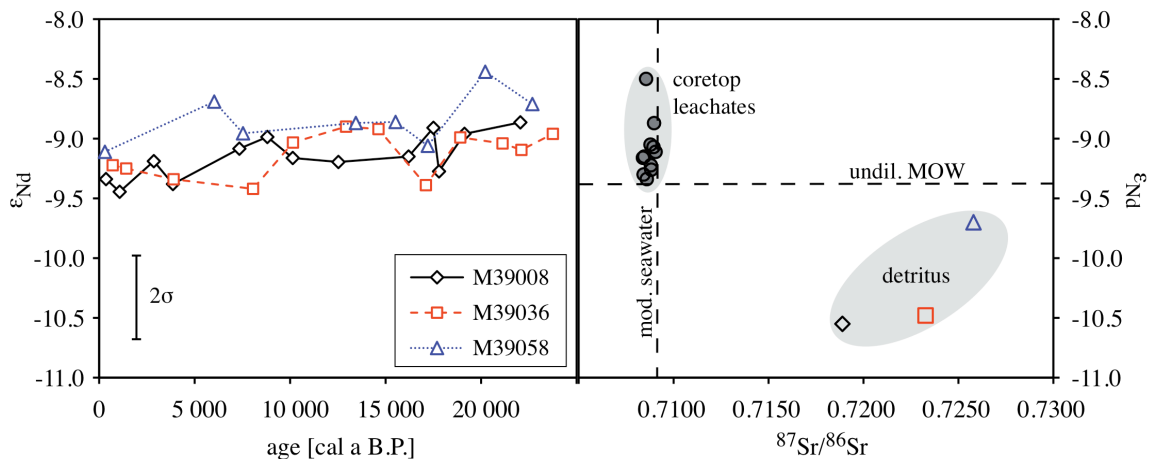 -8.0
-8.5
-9.0
-9.5
-10.0
-10.5
-11.0
εNd
2σ
M39008
M39036
M39058
0
5 000
10 000
15 000
20 000
age [cal a B.P.]
coretop
leachates
undil. MOW
mod. seawater
detritus
-8.0
-8.5
-9.0
-9.5
-10.0
-10.5
-11.0
εNd
0.7100
0.7150
0.7200
0.7250
0.7300
⁸⁷Sr/⁸⁶Sr